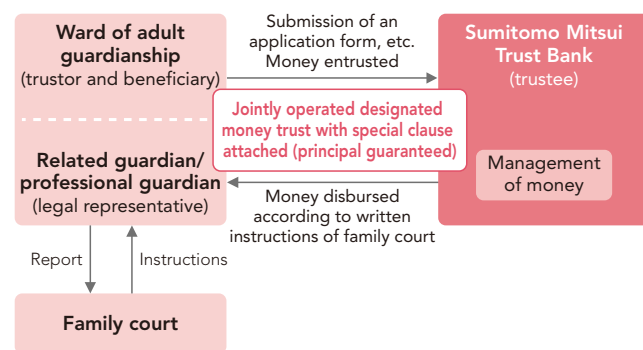 Ward of adult
guardianship
(trustor and beneficiary)
Submission of an
application form, etc.
Money entrusted
Sumitomo Mitsui
Trust Bank
(trustee)
Jointly operated designated
money trust with special clause
attached (principal guaranteed)
Related guardian/
professional guardian
(legal representative)
Management
of money
Money disbursed
according to written
instructions of family court
Report
Instructions
Family court